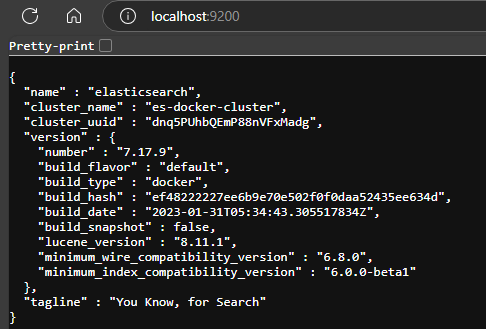 localhost:9200
Pretty-print
{
  "name" : "elasticsearch",
  "cluster_name" : "es-docker-cluster",
  "cluster_uuid" : "dnq5PUhbQEmP88nVFxMadg",
  "version" : {
    "number" : "7.17.9",
    "build_flavor" : "default",
    "build_type" : "docker",
    "build_hash" : "ef48222227ee6b9e70e502f0f0daa52435ee634d",
    "build_date" : "2023-01-31T05:34:43.305517834Z",
    "build_snapshot" : false,
    "lucene_version" : "8.11.1",
    "minimum_wire_compatibility_version" : "6.8.0",
    "minimum_index_compatibility_version" : "6.0.0-beta1"
  },
  "tagline" : "You Know, for Search"
}